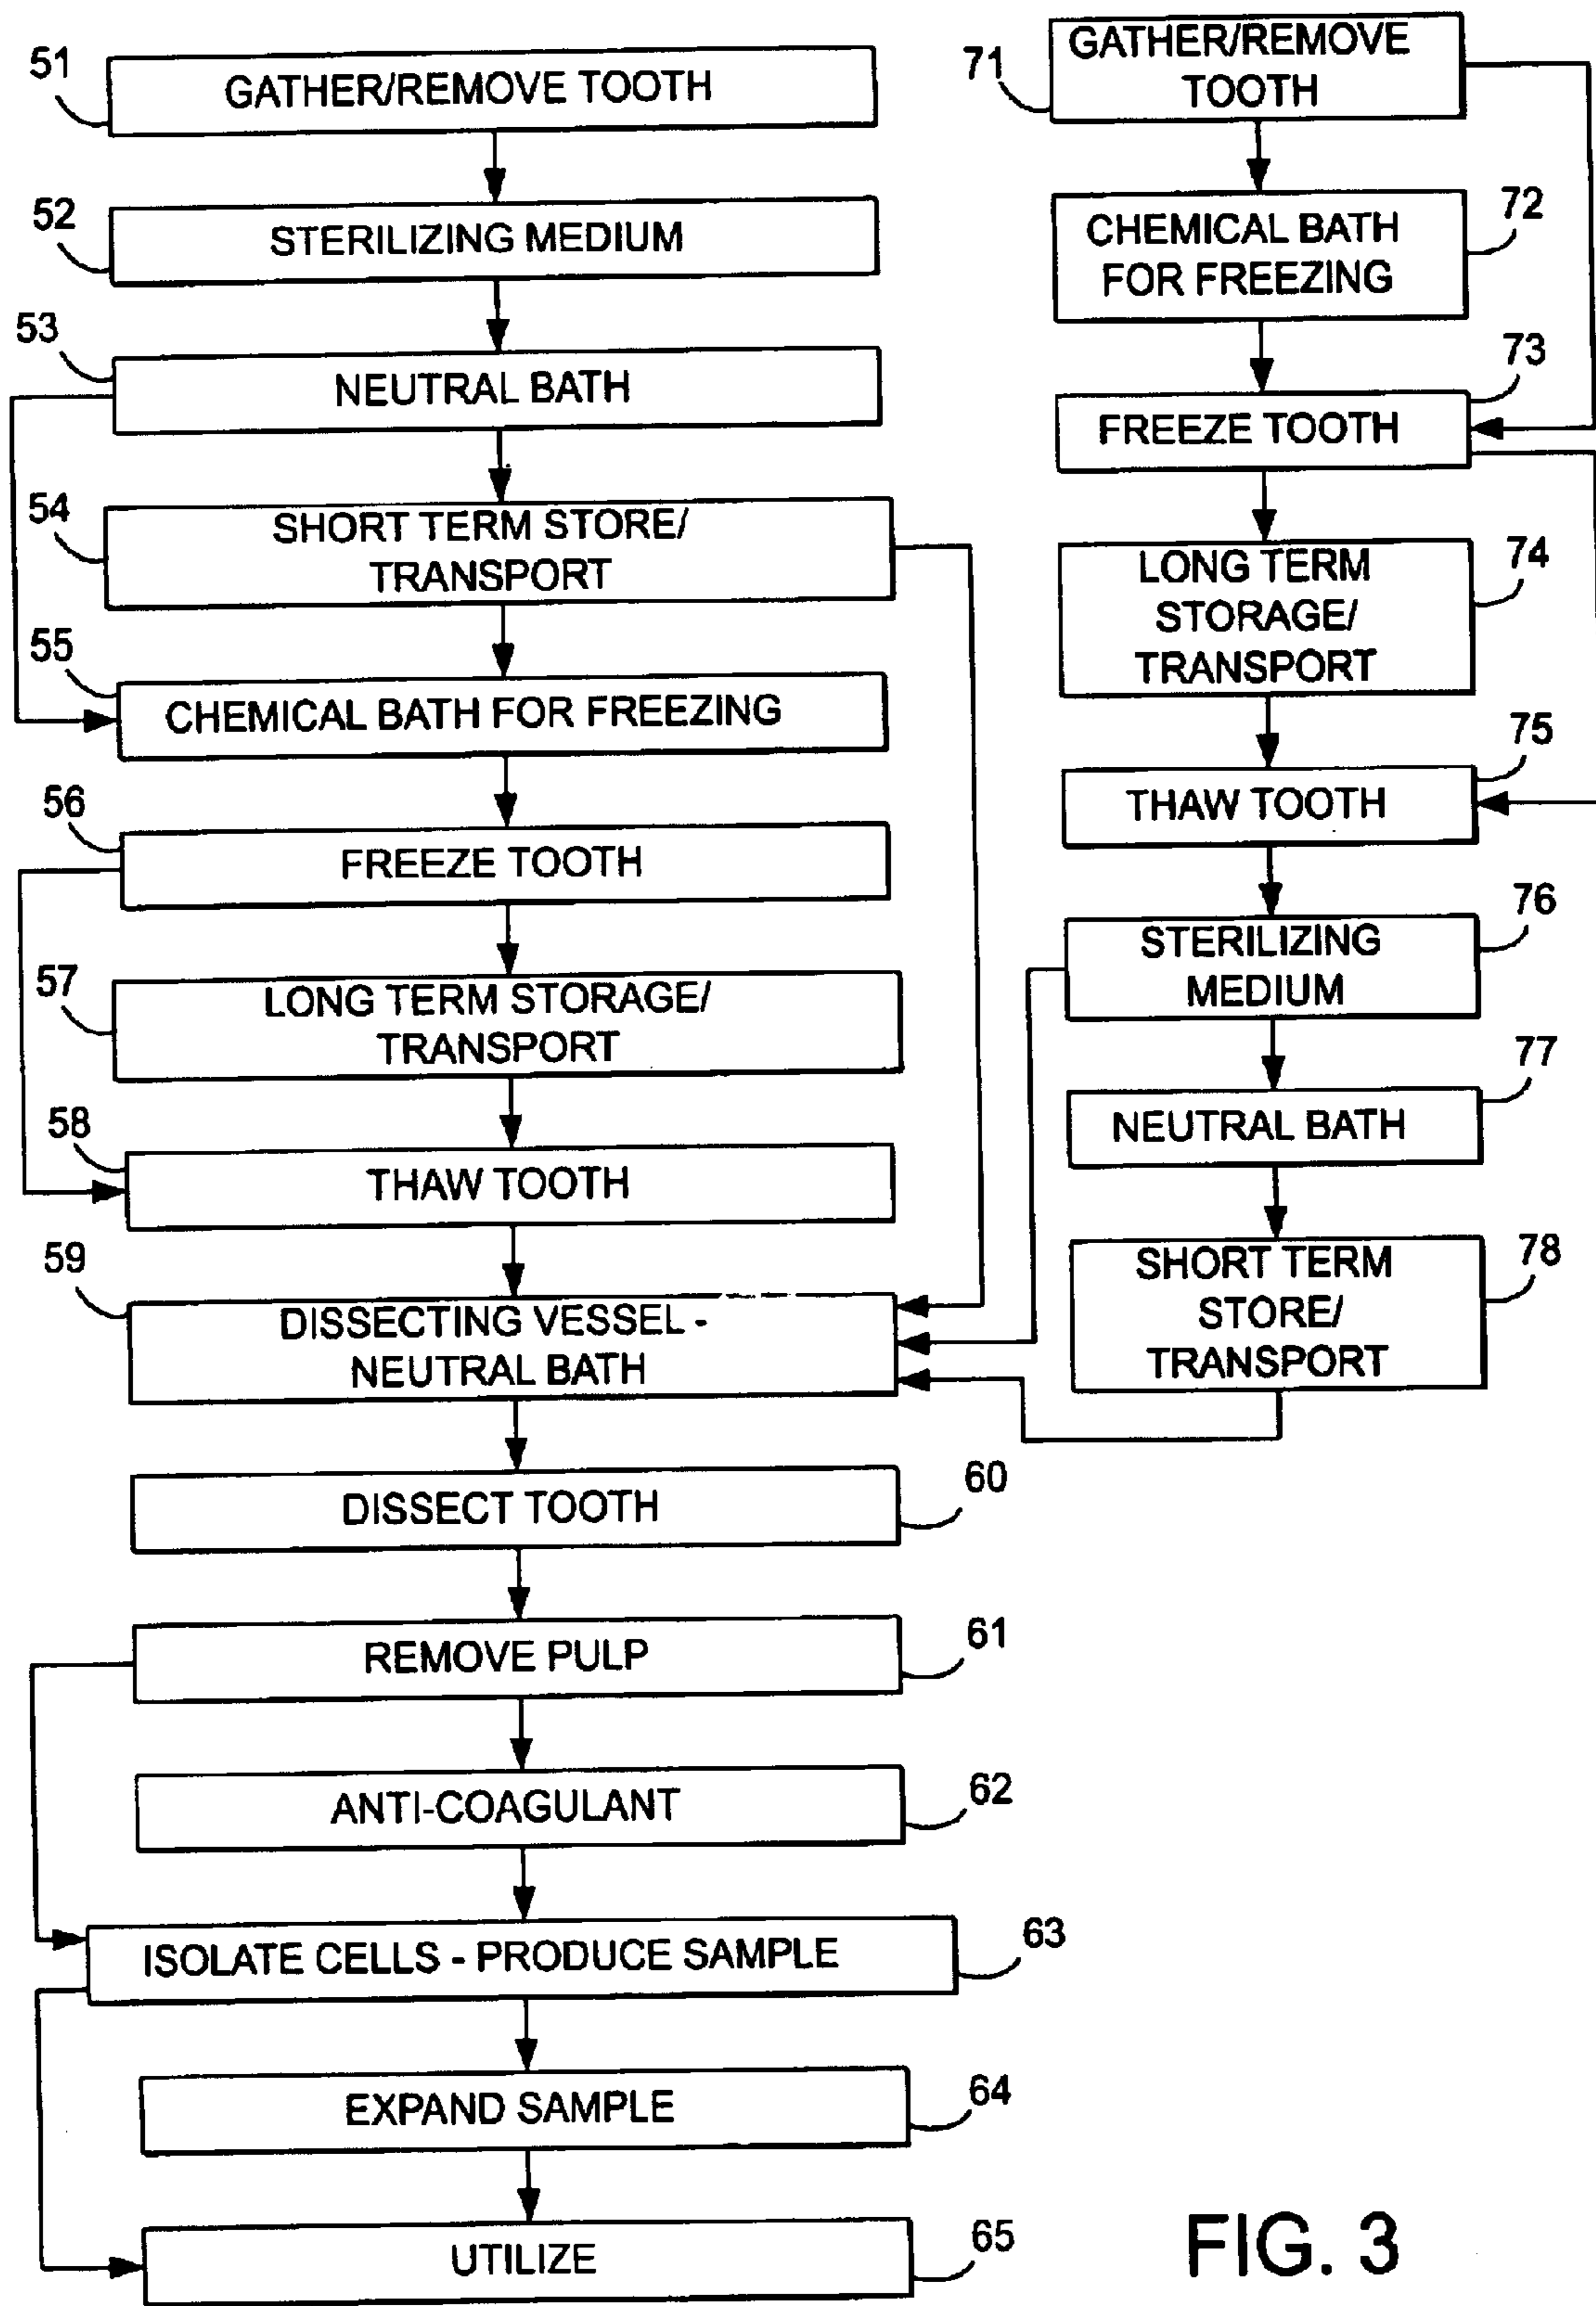 51
GATHER/REMOVE TOOTH
52
STERILIZING MEDIUM
53
NEUTRAL BATH
54
SHORT TERM STORE/
TRANSPORT
55
CHEMICAL BATH FOR FREEZING
56
FREEZE TOOTH
57
LONG TERM STORAGE/
TRANSPORT
58
THAW TOOTH
59
DISSECTING VESSEL -
NEUTRAL BATH
DISSECT TOOTH
60
REMOVE PULP
61
ANTI-COAGULANT
62
ISOLATE CELLS - PRODUCE SAMPLE
63
EXPAND SAMPLE
64
UTILIZE
65
71
GATHER/REMOVE
TOOTH
72
CHEMICAL BATH
FOR FREEZING
73
FREEZE TOOTH
74
LONG TERM
STORAGE/
TRANSPORT
75
THAW TOOTH
76
STERILIZING
MEDIUM
77
NEUTRAL BATH
78
SHORT TERM
STORE/
TRANSPORT
FIG. 3